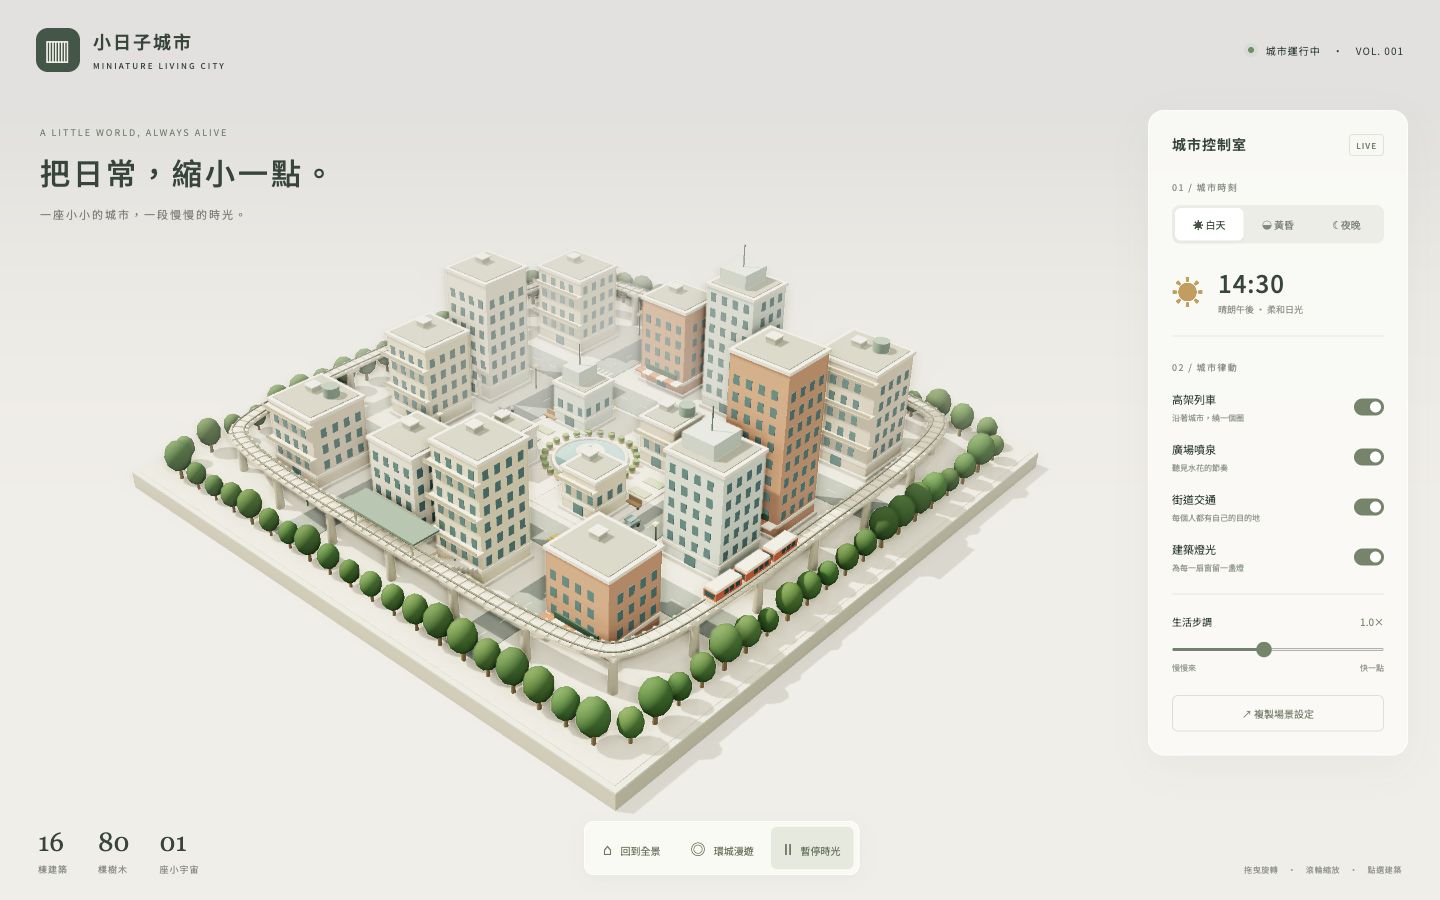 小日子城市
MINIATURE LIVING CITY
城市運行中 · VOL. 001
A LITTLE WORLD, ALWAYS ALIVE
把日常，縮小一點。
一座小小的城市，一段慢慢的時光。
城市控制室
LIVE
01 / 城市時刻
白天 黃昏 夜晚
14:30
晴朗午後 · 柔和日光
02 / 城市律動
高架列車
沿著城市，繞一個圈
廣場噴泉
聽見水花的節奏
街道交通
每個人都有自己的目的地
建築燈光
為每一扇窗留一盞燈
生活步調 1.0×
慢慢來 快一點
↗ 複製場景設定
16 80 01
棟建築 棵樹木 座小宇宙
回到全景 環城漫遊 暫停時光
拖曳旋轉 · 滾輪縮放 · 點選建築